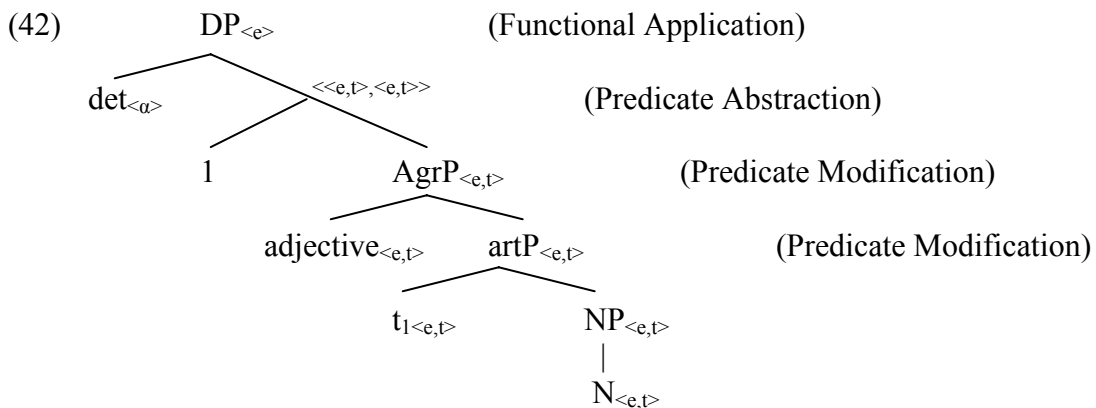 (42) DP<e> (Functional Application)
det<α> <<e,t>,<e,t>> (Predicate Abstraction)
1 AgrP<e,t> (Predicate Modification)
adjective<e,t> artP<e,t> (Predicate Modification)
t1<e,t> NP<e,t>
N<e,t>